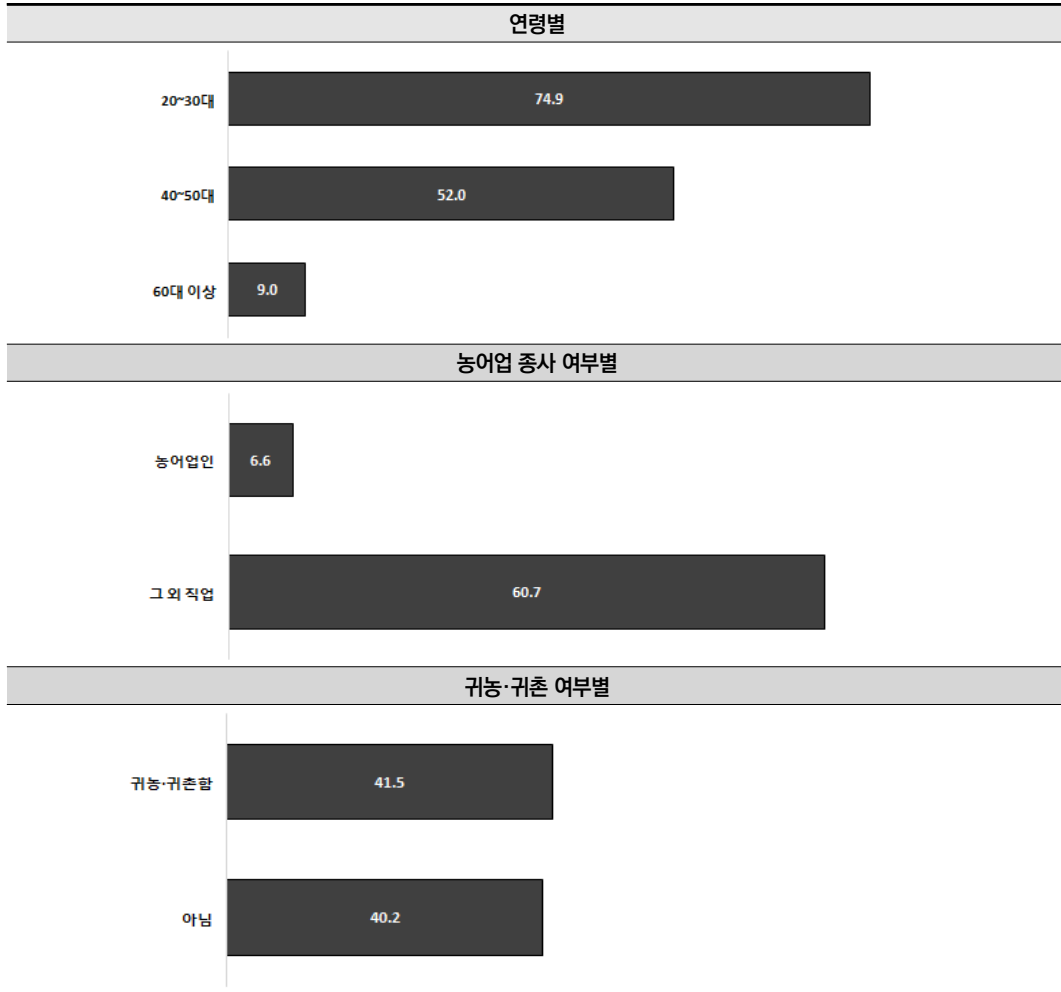 연령별
20~30대
74.9
40~50대
52.0
60대 이상
9.0
농어업 종사 여부별
농어업인
6.6
그 외 직업
60.7
귀농·귀촌 여부별
귀농·귀촌함
41.5
아님
40.2